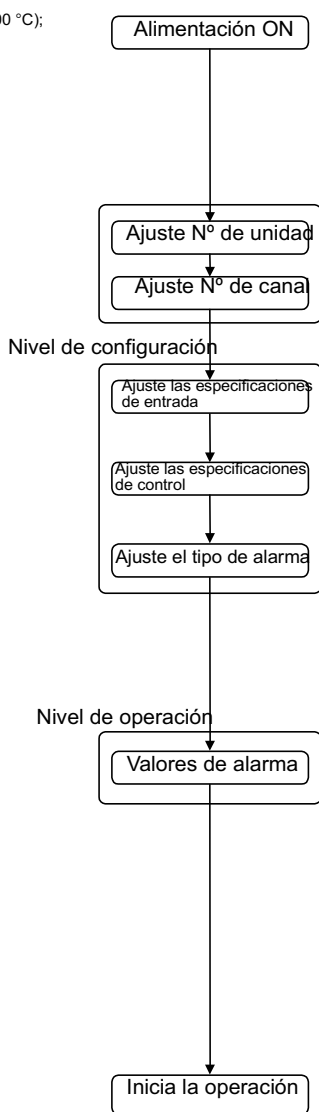 00 °C);
Alimentación ON
Ajuste Nº de unidad
Ajuste Nº de canal
Nivel de configuración
Ajuste las especificaciones
de entrada
Ajuste las especificaciones
de control
Ajuste el tipo de alarma
Nivel de operación
Valores de alarma
Inicia la operación